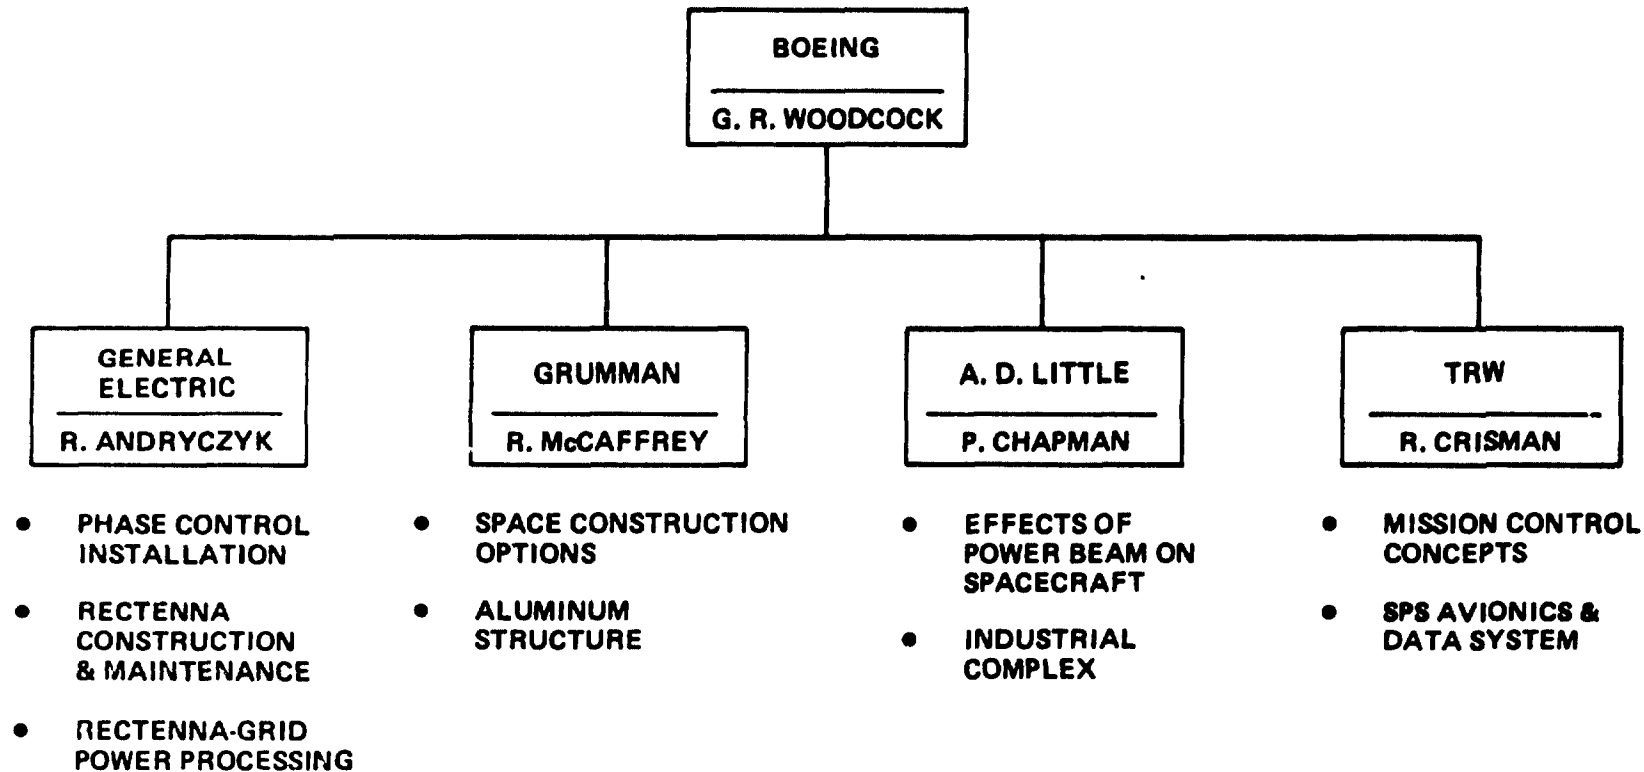 BOEING
G. R. WOODCOCK
GENERAL
ELECTRIC
R. ANDRYCZYK
GRUMMAN
R. McCAFFREY
A. D. LITTLE
P. CHAPMAN
TRW
R. CRISMAN
● PHASE CONTROL
INSTALLATION
● RECTENNA
CONSTRUCTION
& MAINTENANCE
● RECTENNA-GRID
POWER PROCESSING
● SPACE CONSTRUCTION
OPTIONS
● ALUMINUM
STRUCTURE
● EFFECTS OF
POWER BEAM ON
SPACECRAFT
● INDUSTRIAL
COMPLEX
● MISSION CONTROL
CONCEPTS
● SPS AVIONICS &
DATA SYSTEM